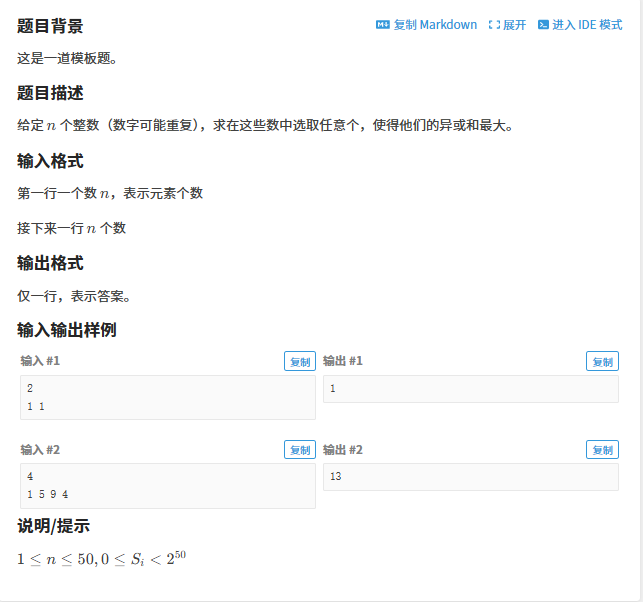 题目背景
复制 Markdown 展开 进入 IDE 模式
这是一道模板题。
题目描述
给定 n 个整数（数字可能重复），求在这些数中选取任意个，使得他们的异或和最大。
输入格式
第一行一个数 n，表示元素个数
接下来一行 n 个数
输出格式
仅一行，表示答案。
输入输出样例
输入 #1 复制 输出 #1 复制
2 1
1 1
输入 #2 复制 输出 #2 复制
4 13
1 5 9 4
说明/提示
1 ≤ n ≤ 50, 0 ≤ Sᵢ < 2⁵⁰